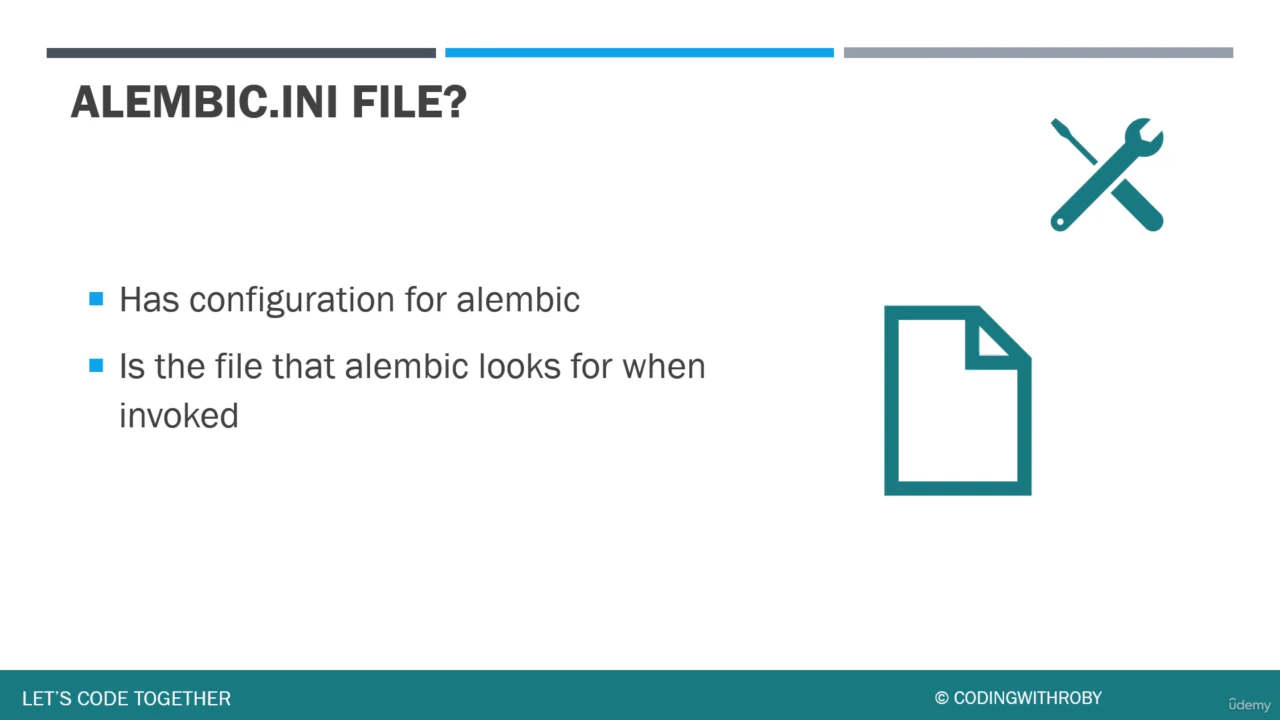 ALEMBIC.INI FILE?
Has configuration for alembic
Is the file that alembic looks for when
invoked
LET'S CODE TOGETHER
© CODINGWITHROBY
ûdemy